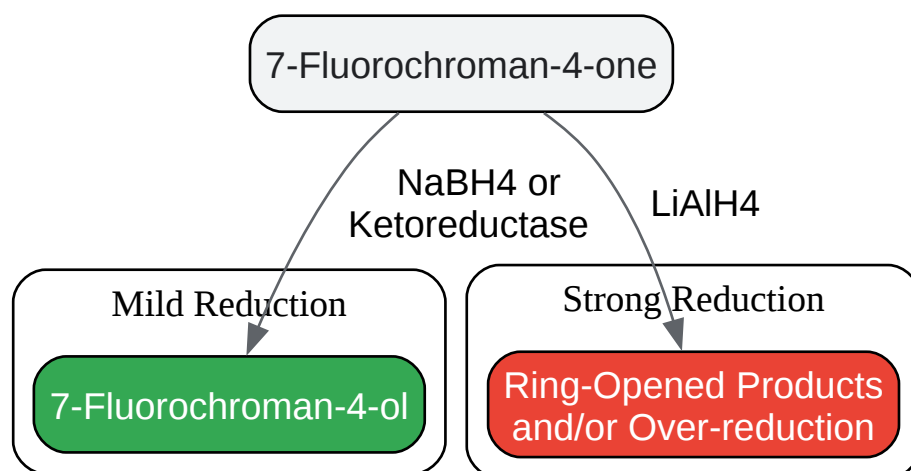 7-Fluorochroman-4-one
NaBH4 or
Ketoreductase
LiAlH4
Mild Reduction
Strong Reduction
7-Fluorochroman-4-ol
Ring-Opened Products
and/or Over-reduction